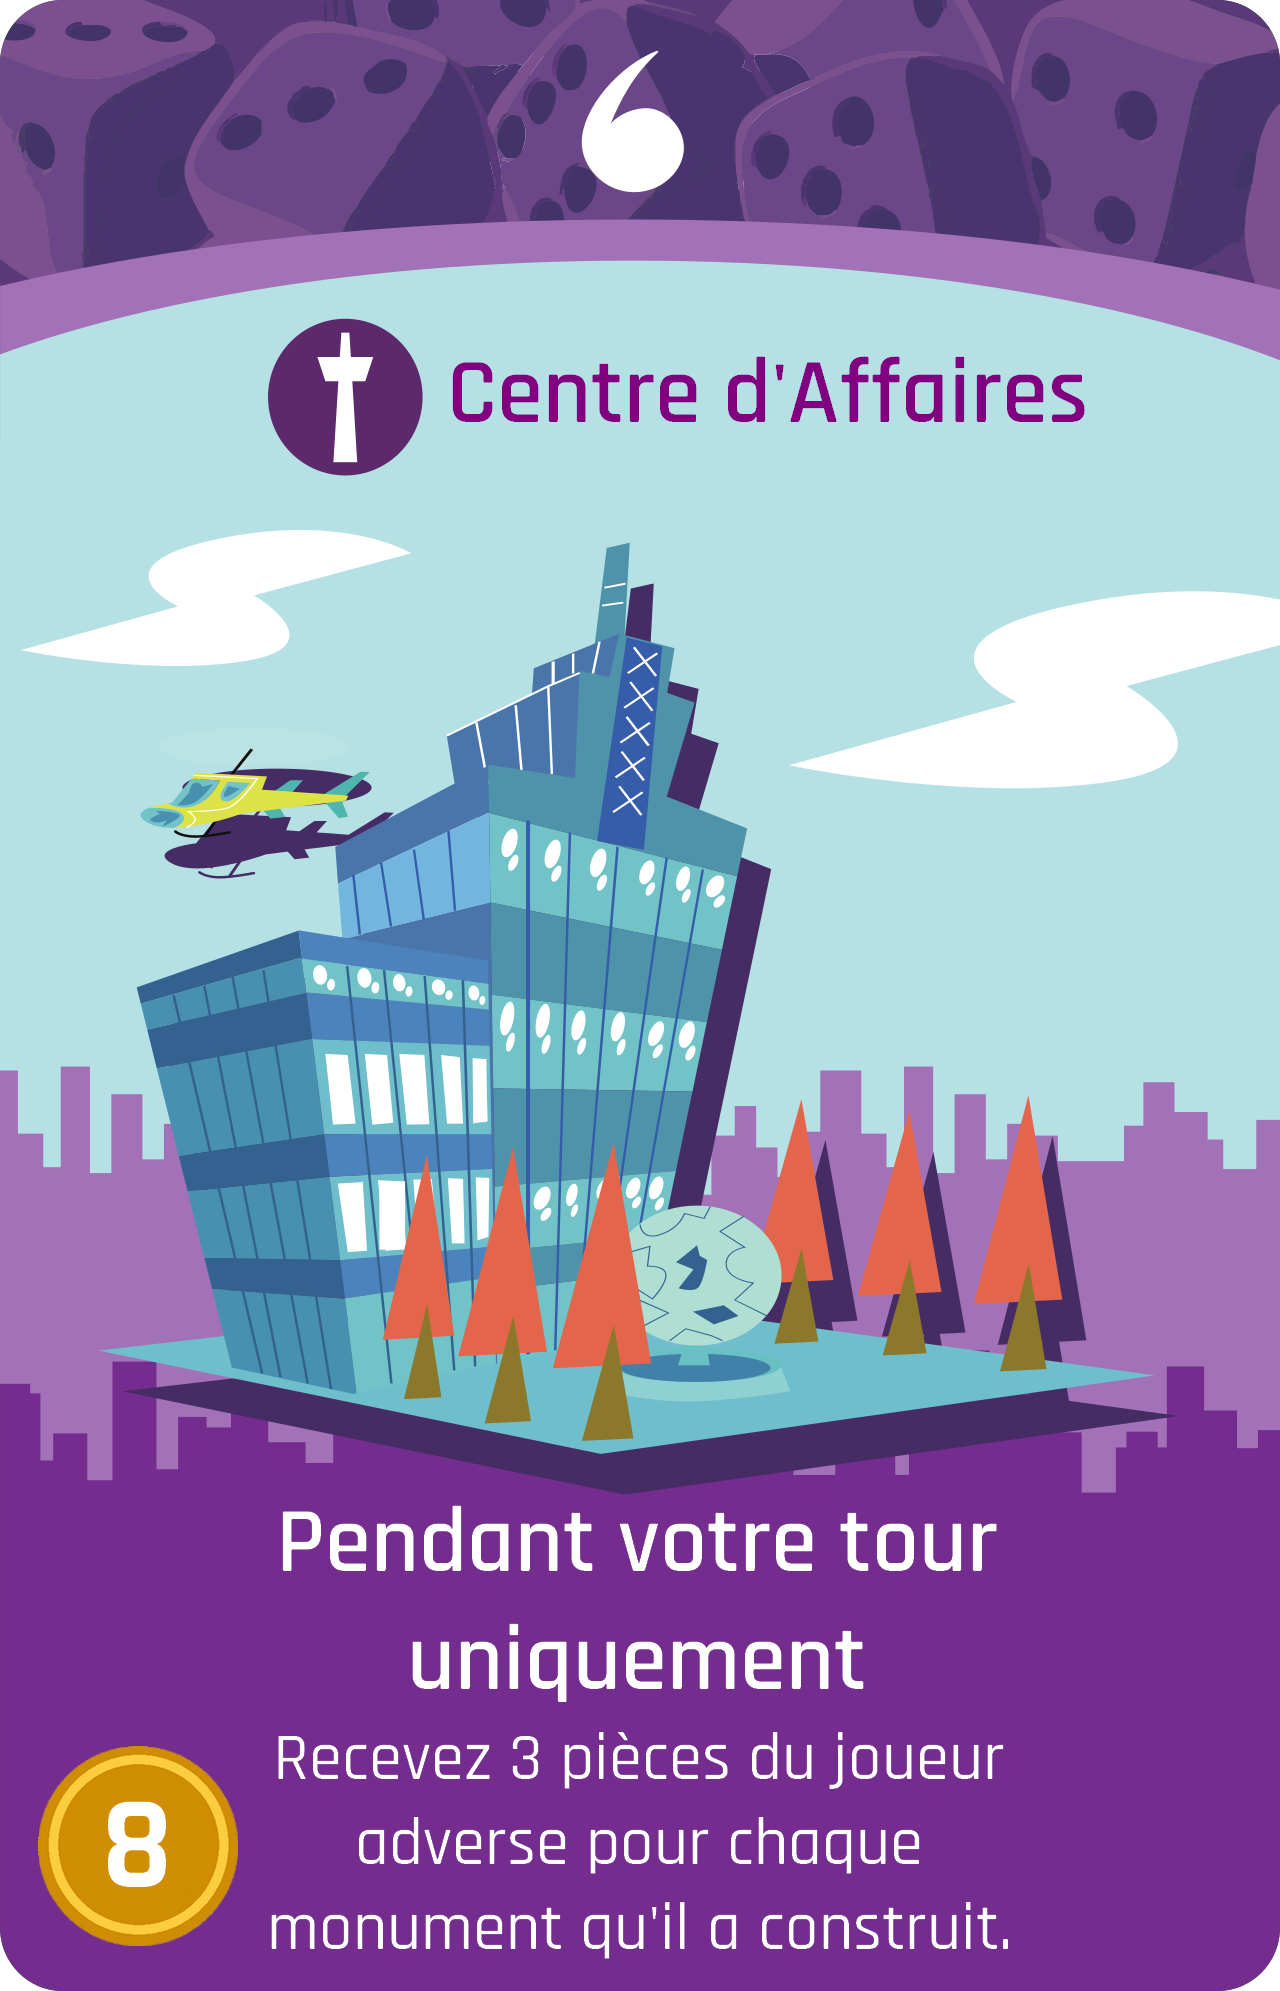 6
Centre d'Affaires
Pendant votre tour
uniquement
Recevez 3 pièces du joueur
adverse pour chaque
monument qu'il a construit.
8